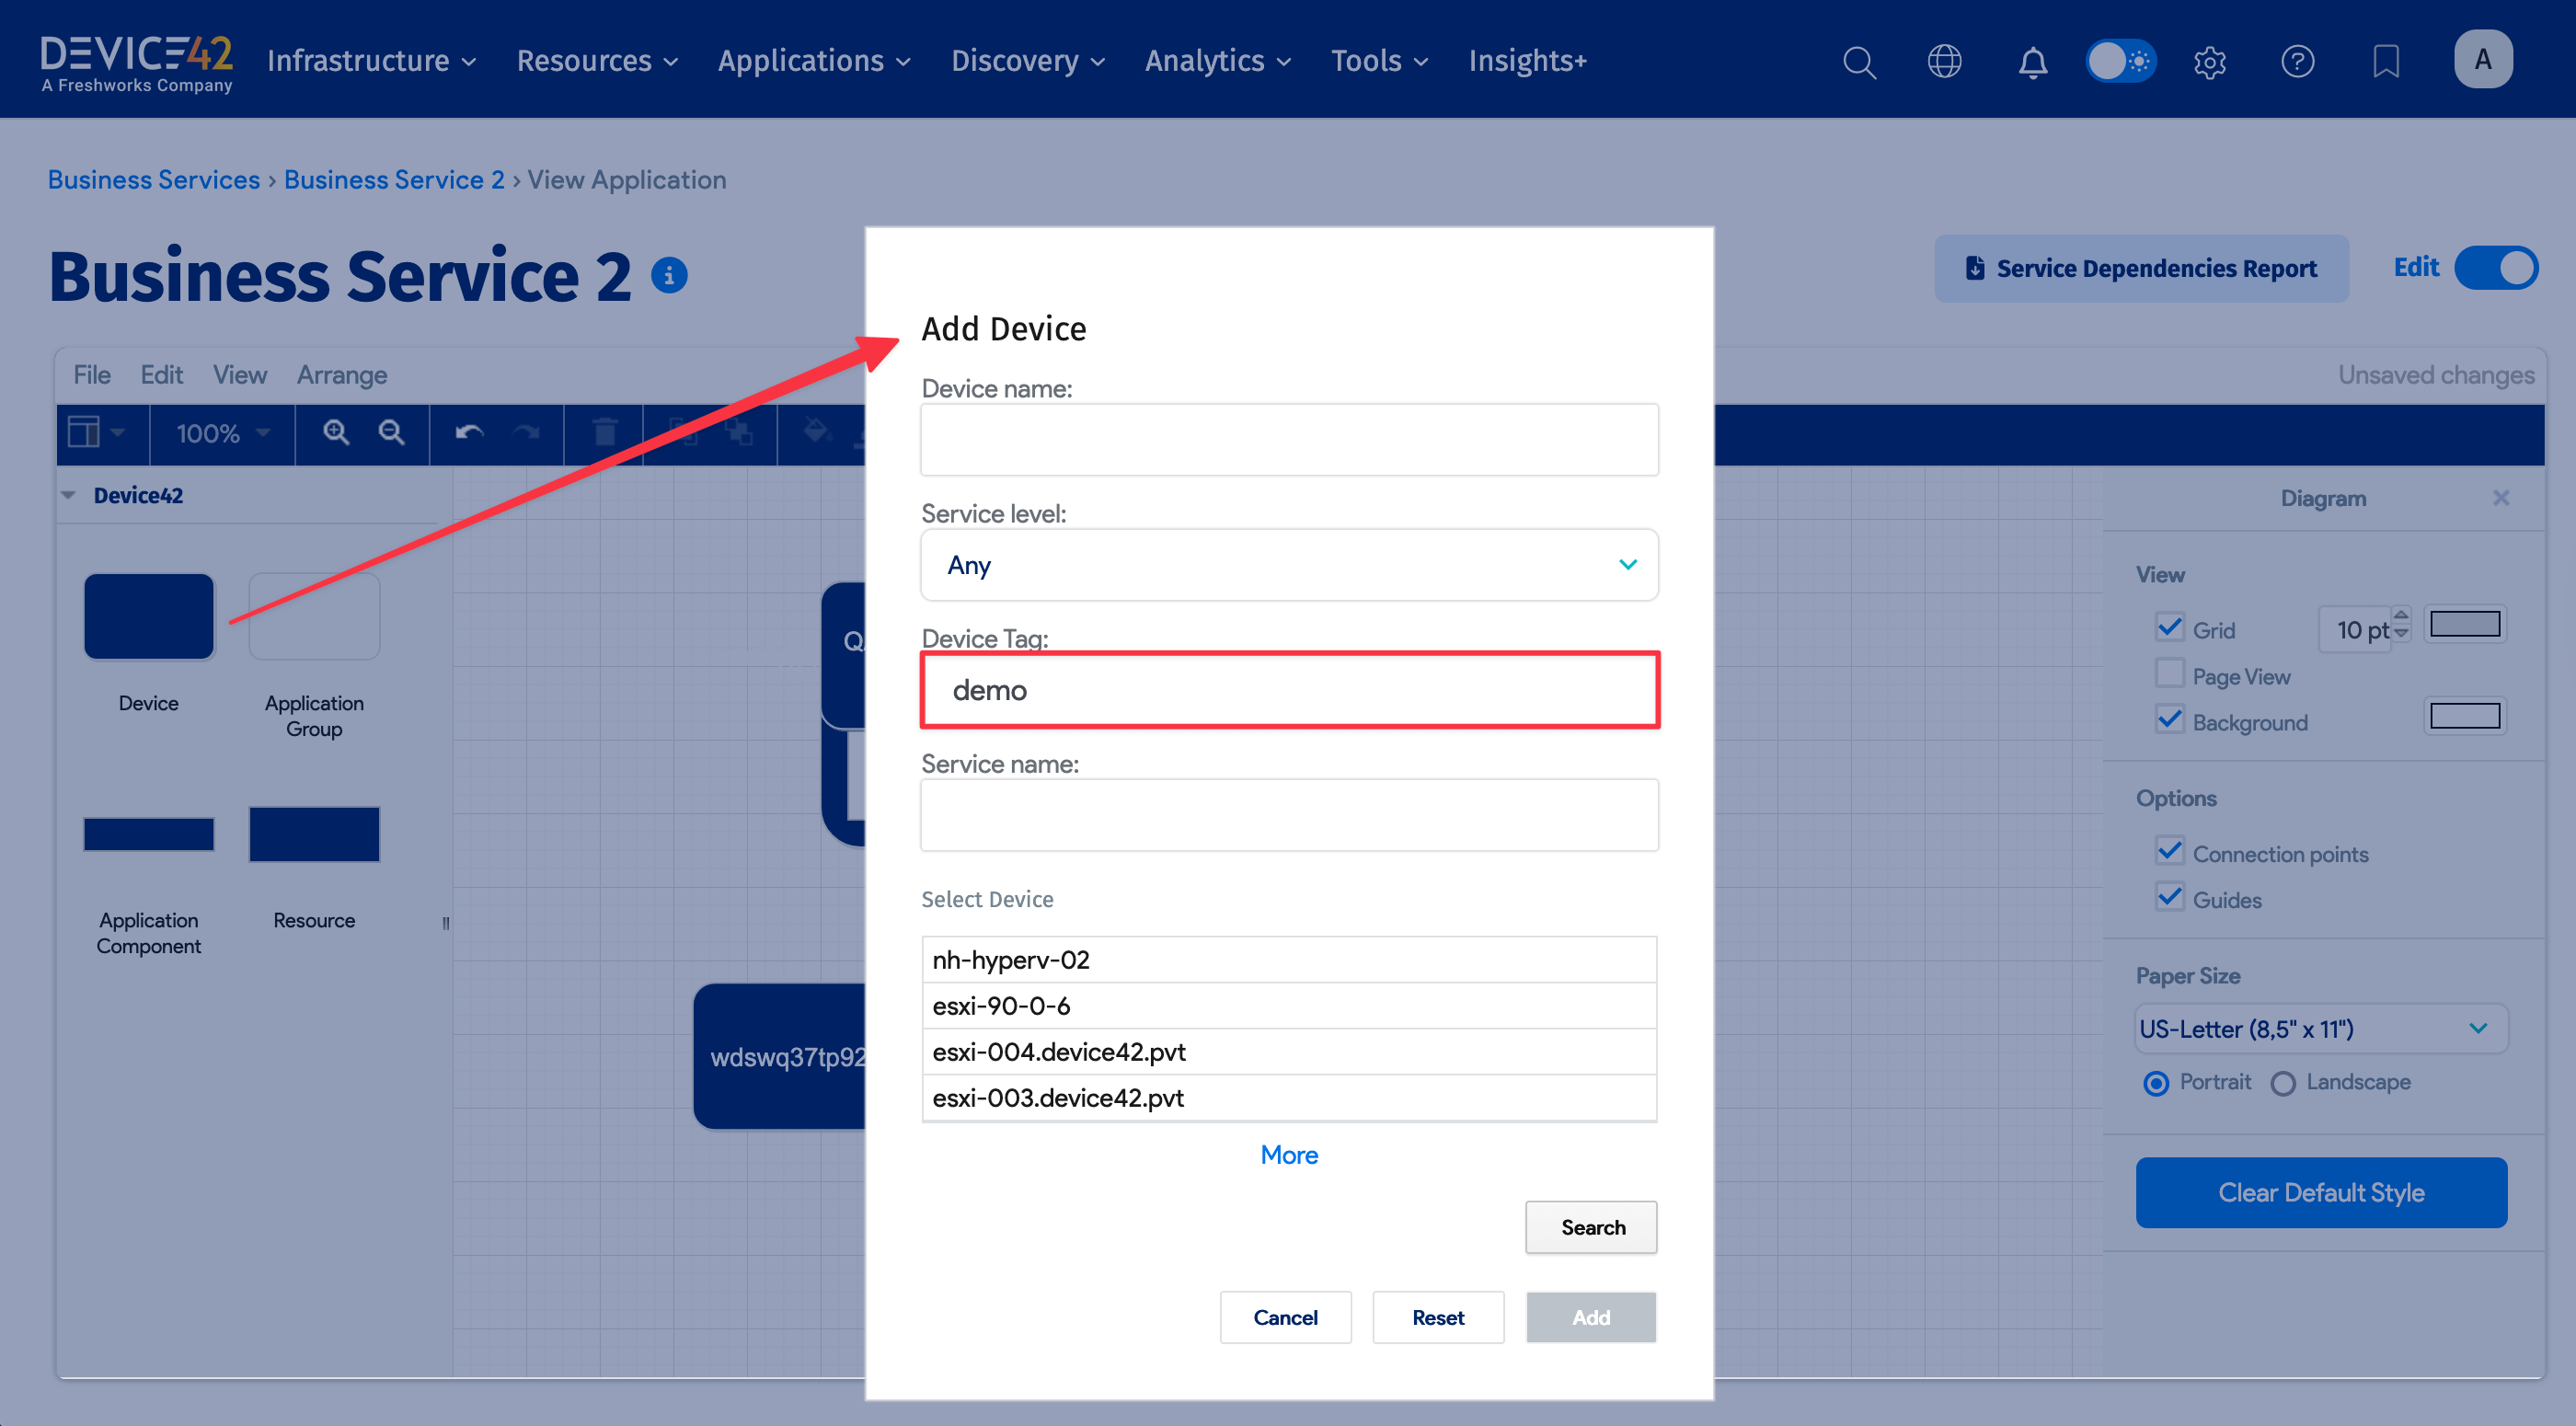 DEVICE42
A Freshworks Company
Infrastructure
Resources
Applications
Discovery
Analytics
Tools
Insights+
A
Business Services › Business Service 2 › View Application
Business Service 2
Service Dependencies Report
Edit
File
Edit
View
Arrange
Unsaved changes
100%
Device42
Device
Application
Group
Application
Component
Resource
wdswq37tp92
Add Device
Device name:
Service level:
Any
Device Tag:
demo
Service name:
Select Device
nh-hyperv-02
esxi-90-0-6
esxi-004.device42.pvt
esxi-003.device42.pvt
More
Search
Cancel
Reset
Add
Diagram
View
Grid
10 pt
Page View
Background
Options
Connection points
Guides
Paper Size
US-Letter (8,5" x 11")
Portrait
Landscape
Clear Default Style